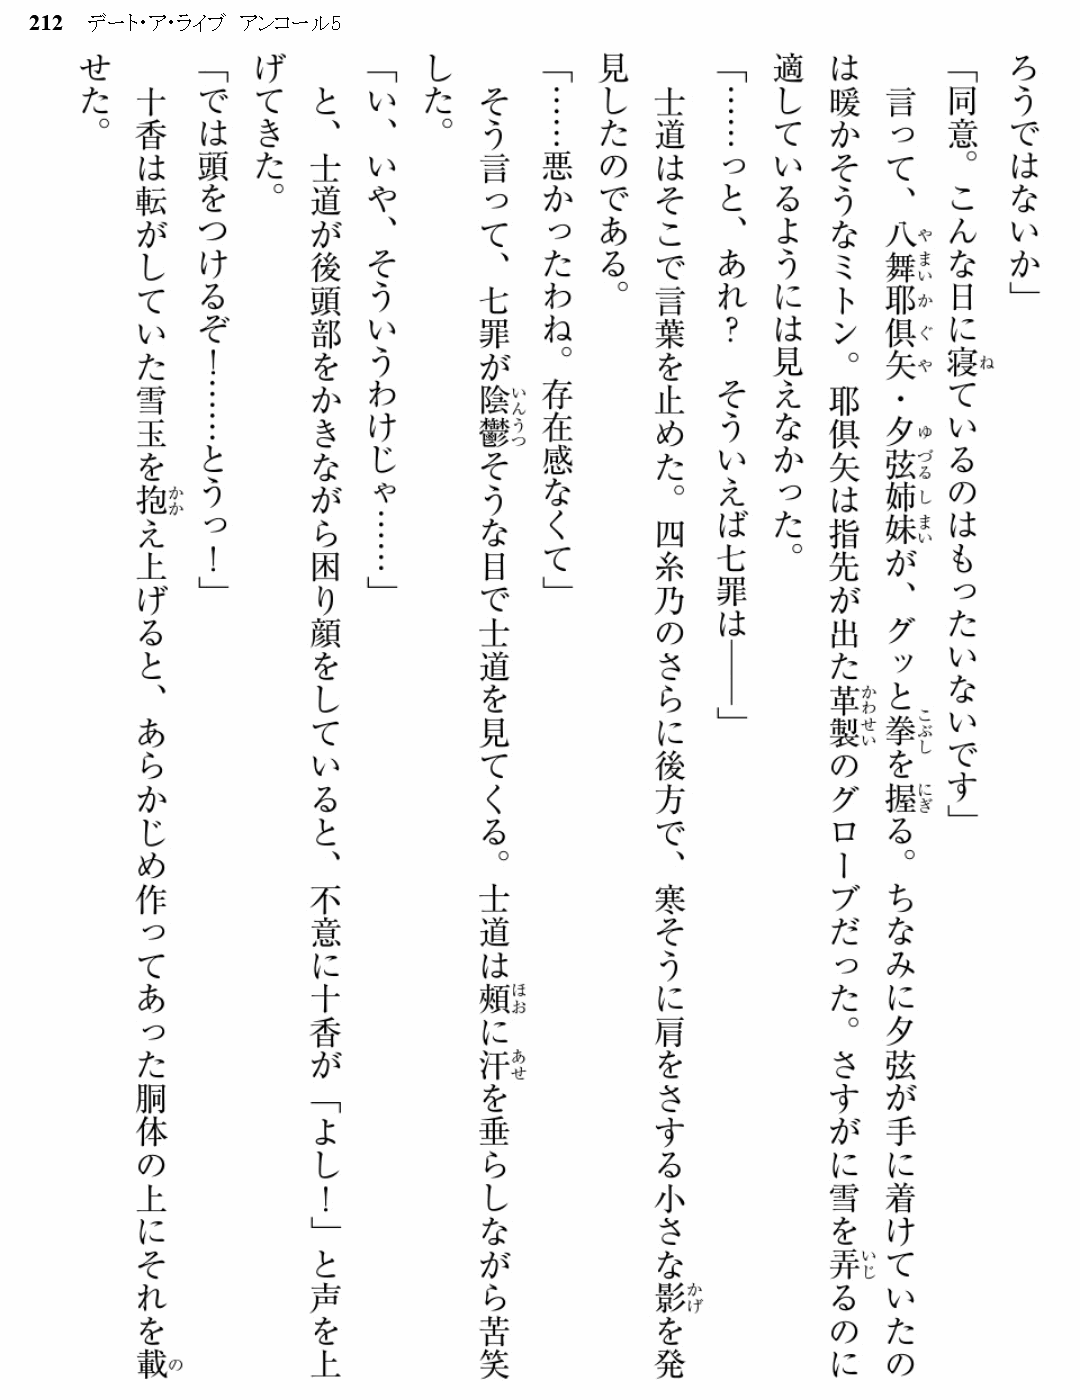 212 デート・ア・ライブ アンコール5
ろうではないか」
「同意。こんな日に寝ているのはもったいないです」
言って、八舞耶倶矢・夕弦姉妹が、グッと拳を握る。ちなみに夕弦が手に着けていたの
は暖かそうなミトン。耶倶矢は指先が出た革製のグローブだった。さすがに雪を弄るのに
適しているようには見えなかった。
「……っと、あれ？　そういえば七罪は――」
士道はそこで言葉を止めた。四糸乃のさらに後方で、寒そうに肩をさする小さな影を発
見したのである。
「……悪かったわね。存在感なくて」
そう言って、七罪が陰鬱そうな目で士道を見てくる。士道は頰に汗を垂らしながら苦笑
した。
「い、いや、そういうわけじゃ……」
と、士道が後頭部をかきながら困り顔をしていると、不意に十香が「よし！」と声を上
げてきた。
「では頭をつけるぞ！………とうっ！」
十香は転がしていた雪玉を抱え上げると、あらかじめ作ってあった胴体の上にそれを載
せた。